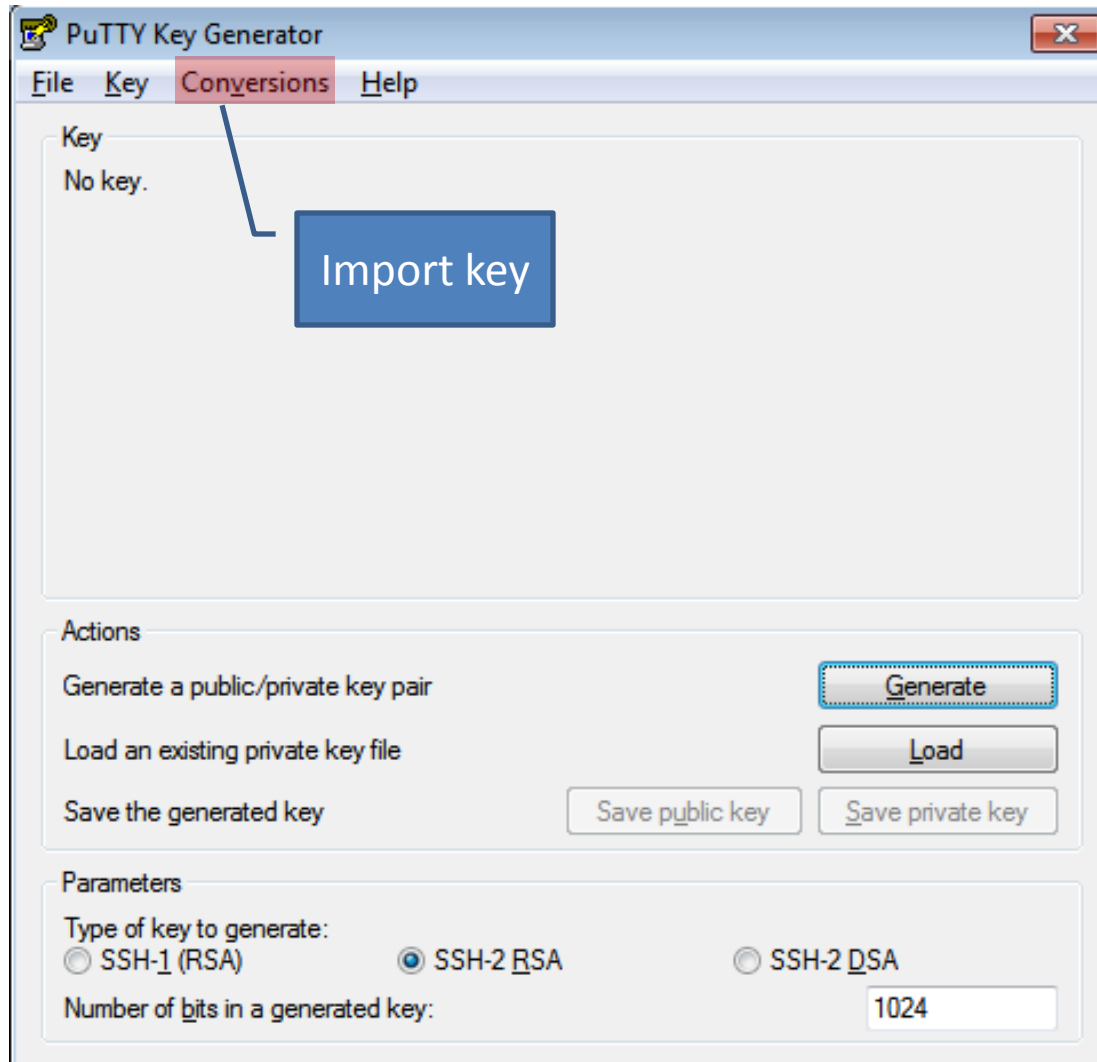 PuTTY Key Generator
File Key Conversions Help
Key
No key.
Import key
Actions
Generate a public/private key pair Generate
Load an existing private key file Load
Save the generated key Save public key Save private key
Parameters
Type of key to generate:
SSH-1 (RSA) SSH-2 RSA SSH-2 DSA
Number of bits in a generated key: 1024